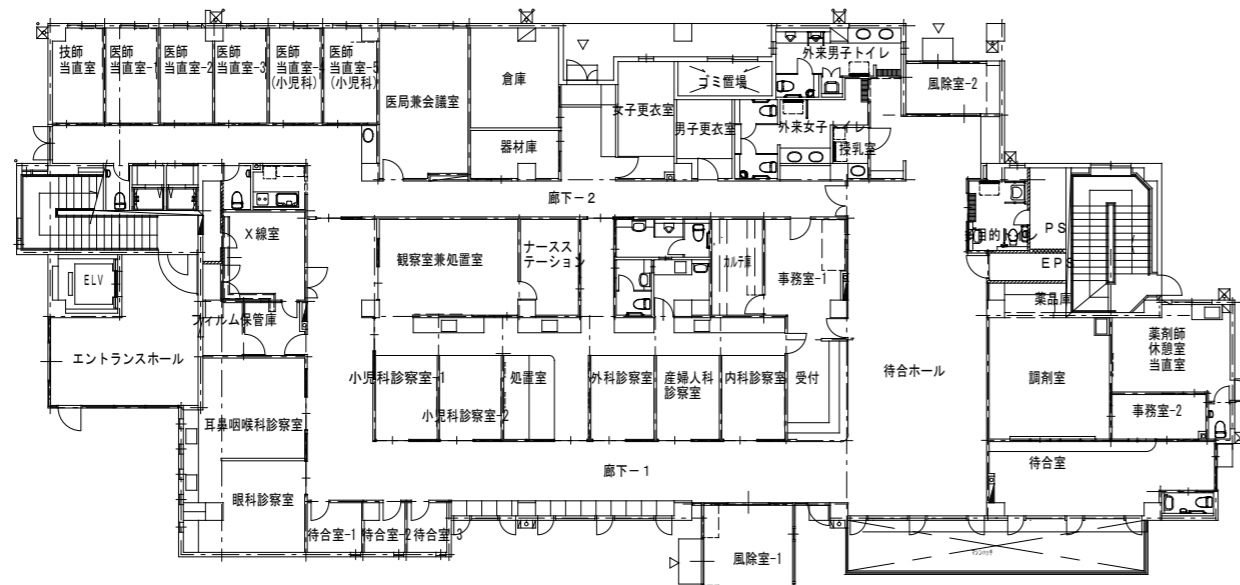 技師
当直室
医師
当直室-1
医師
当直室-2
医師
当直室-3
医師
当直室-4
(小児科)
医師
当直室-5
(小児科)
医局兼会議室
倉庫
器材庫
女子更衣室
ゴミ置場
男子更衣室
外来男子トイレ
外来女子トイレ
授乳室
風除室-2
廊下－2
X線室
ELV
フィルム保管庫
エントランスホール
観察室兼処置室
ナースス
テーション
カルテ庫
事務室-1
PS
EPS
薬品庫
薬剤師
休憩室
当直室
小児科診察室-1
小児科診察室-2
処置室
外科診察室
産婦人科
診察室
内科診察室
受付
待合ホール
調剤室
事務室-2
耳鼻咽喉科診察室
眼科診察室
廊下－1
待合室
待合室-1
待合室-2
待合室-3
風除室-1